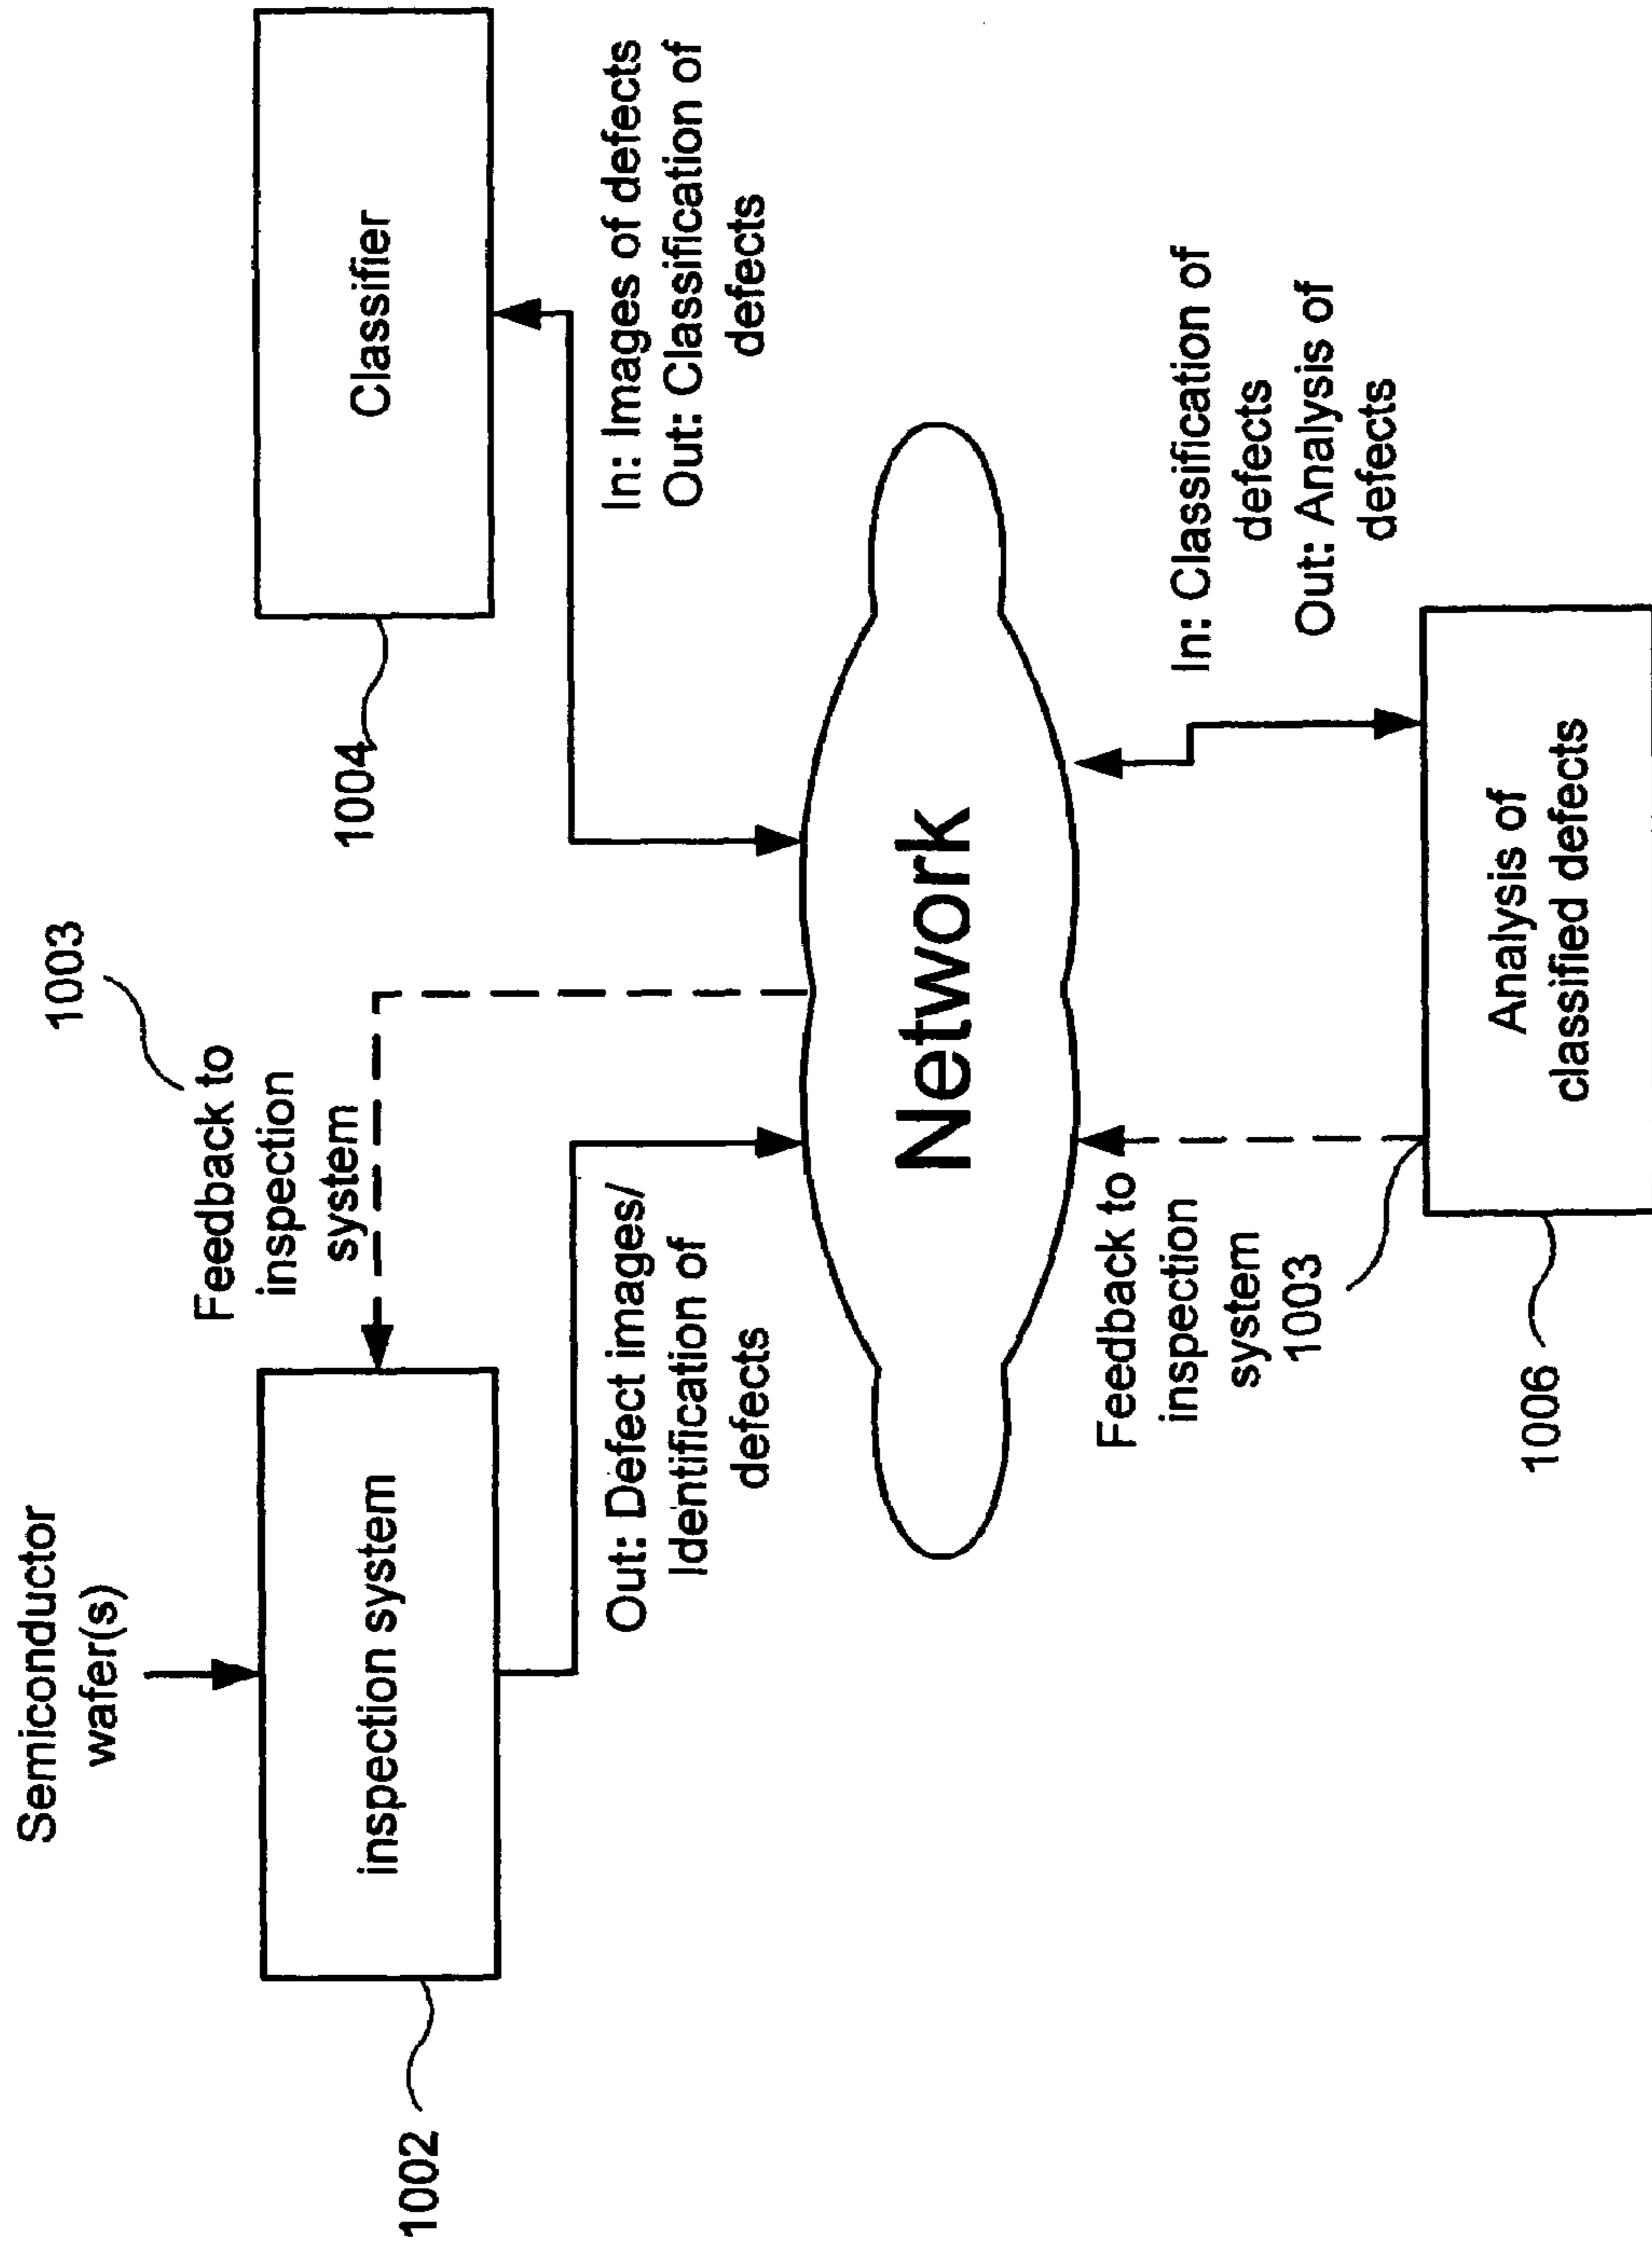 Semiconductor
wafer(s)
1003
Feedback to
inspection
system
inspection system
1002
Classifier
1004
Out: Defect images/
Identification of
defects
In: Images of defects
Out: Classification of
defects
Network
Feedback to
inspection
system
1003
In: Classification of
defects
Out: Analysis of
defects
Analysis of
classified defects
1006